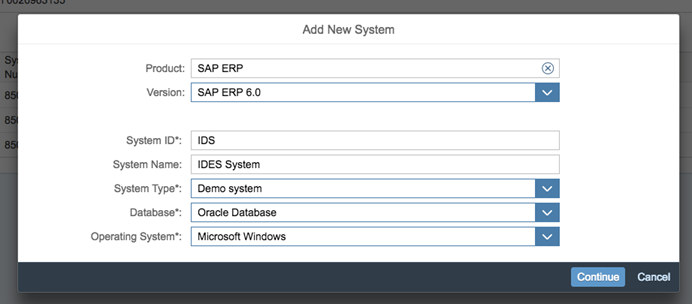 Add New System
Product: SAP ERP
Version: SAP ERP 6.0
System ID*: IDS
System Name: IDES System
System Type*: Demo system
Database*: Oracle Database
Operating System*: Microsoft Windows
Continue Cancel